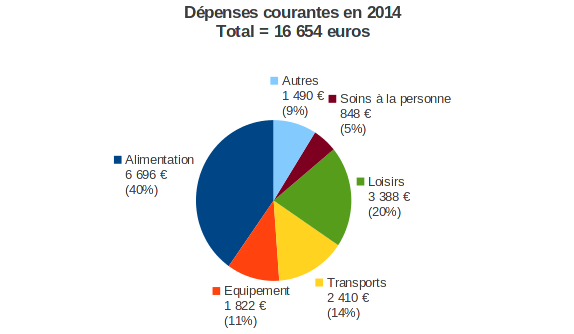 Dépenses courantes en 2014
Total = 16 654 euros
Autres
1 490 €
(9%)
Soins à la personne
848 €
(5%)
Loisirs
3 388 €
(20%)
Transports
2 410 €
(14%)
Equipement
1 822 €
(11%)
Alimentation
6 696 €
(40%)